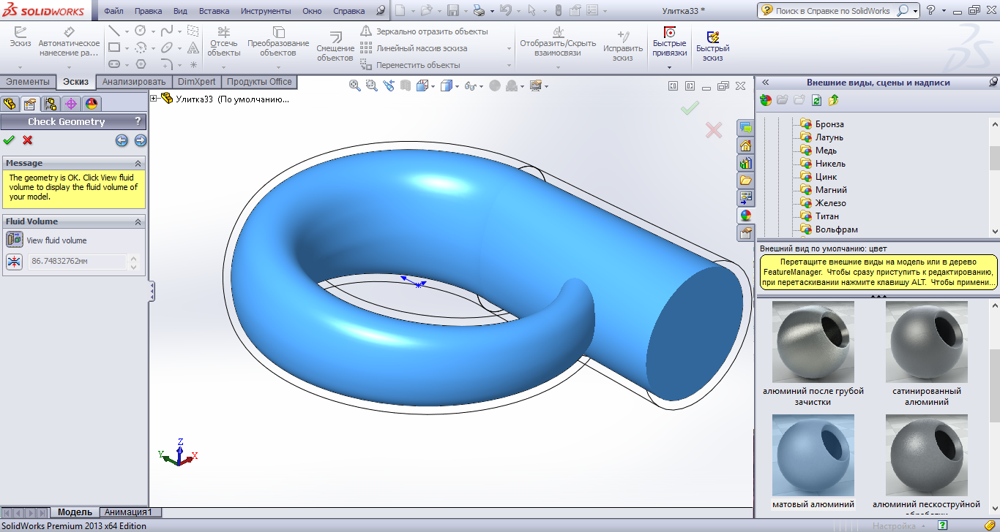 SOLIDWORKS
Файл Правка Вид Вставка Инструменты Окно Справка
Улитка33 *
Поиск в Справке по SolidWorks
Эскиз
Автоматическое
нанесение ра...
Отсечь
объекты
Преобразование
объектов
Смещение
объектов
Зеркально отразить объекты
Линейный массив эскиза
Переместить объекты
Отобразить/Скрыть
взаимосвязи
Исправить
эскиз
Быстрые
привязки
Быстрый
эскиз
Элементы Эскиз Анализировать DimXpert Продукты Office
Check Geometry ?
Message
The geometry is OK. Click View fluid
volume to display the fluid volume of
your model.
Fluid Volume
View fluid volume
86.74832762мм
Улитка33 (По умолчанию...
Z
Y
X
Внешние виды, сцены и надписи
Бронза
Латунь
Медь
Никель
Цинк
Магний
Железо
Титан
Вольфрам
Внешний вид по умолчанию: цвет
Перетащите внешние виды на модель или в дерево
FeatureManager. Чтобы сразу приступить к редактированию,
при перетаскивании нажмите клавишу ALT. Чтобы примени...
алюминий после грубой
зачистки
сатинированный
алюминий
матовый алюминий
алюминий пескоструйной
обработки
Модель Анимация1
SolidWorks Premium 2013 x64 Edition
Настройка